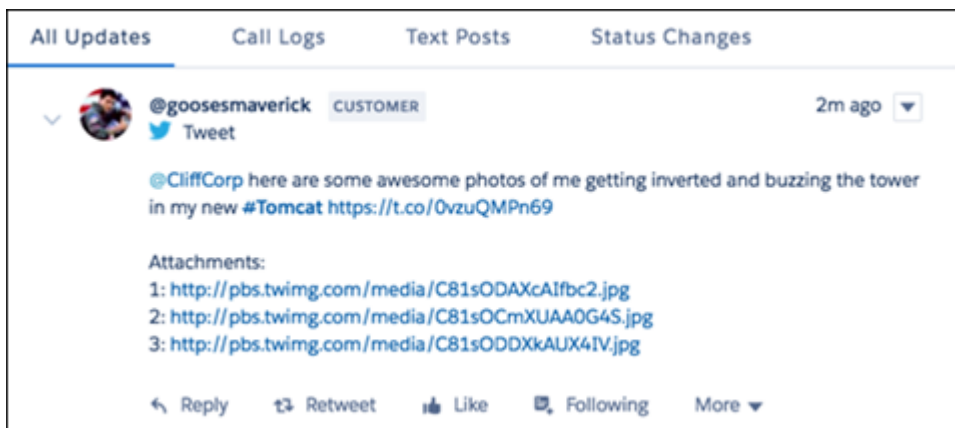 All Updates Call Logs Text Posts Status Changes
@goosesmaverick CUSTOMER 2m ago
Tweet
@CliffCorp here are some awesome photos of me getting inverted and buzzing the tower
in my new #Tomcat https://t.co/0vzuQMPn69
Attachments:
1: http://pbs.twimg.com/media/C81sODAXcAIfbc2.jpg
2: http://pbs.twimg.com/media/C81sOCmXUAA0G4S.jpg
3: http://pbs.twimg.com/media/C81sODDXkAUX4IV.jpg
Reply Retweet Like Following More